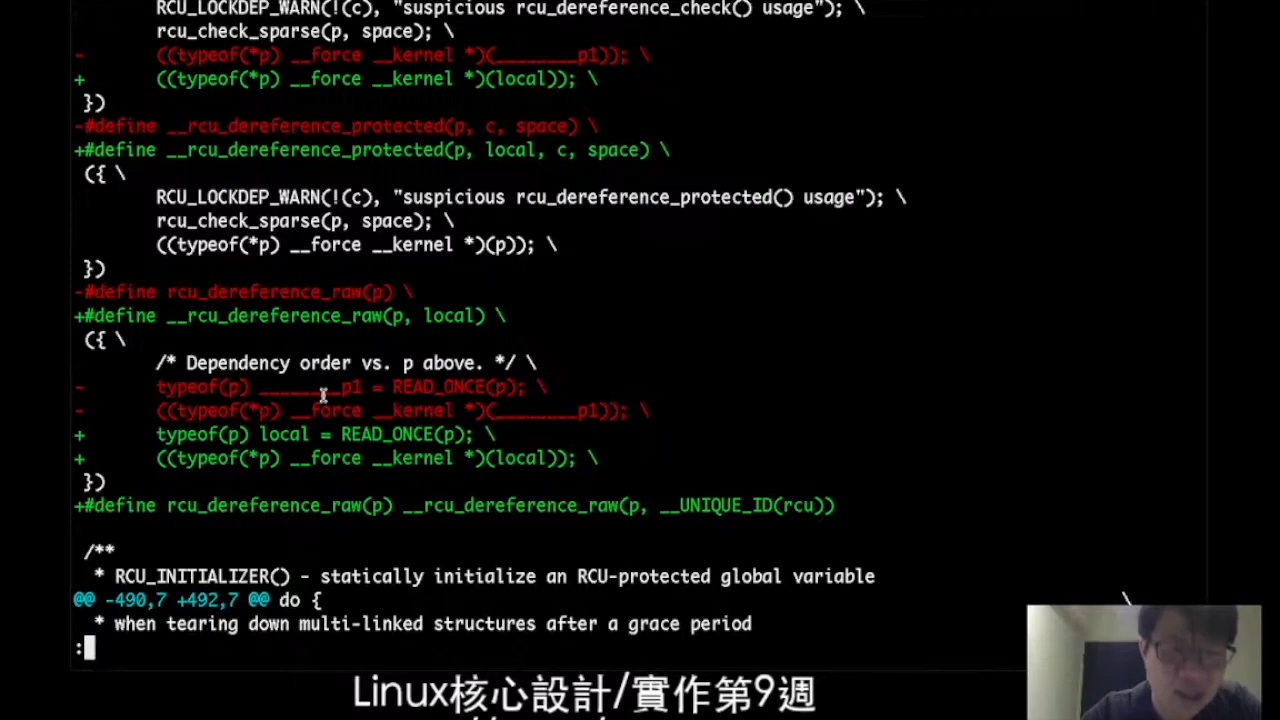 RCU_LOCKDEP_WARN(!(c), "suspicious rcu_dereference_check() usage"); \
rcu_check_sparse(p, space); \
- ((typeof(*p) __force __kernel *)(________p1)); \
+ ((typeof(*p) __force __kernel *)(local)); \
})
-#define __rcu_dereference_protected(p, c, space) \
+#define __rcu_dereference_protected(p, local, c, space) \
({ \
RCU_LOCKDEP_WARN(!(c), "suspicious rcu_dereference_protected() usage"); \
rcu_check_sparse(p, space); \
((typeof(*p) __force __kernel *)(p)); \
})
-#define rcu_dereference_raw(p) \
+#define __rcu_dereference_raw(p, local) \
({ \
/* Dependency order vs. p above. */ \
- typeof(p) ________p1 = READ_ONCE(p); \
- ((typeof(*p) __force __kernel *)(________p1)); \
+ typeof(p) local = READ_ONCE(p); \
+ ((typeof(*p) __force __kernel *)(local)); \
})
+#define rcu_dereference_raw(p) __rcu_dereference_raw(p, __UNIQUE_ID(rcu))
/**
* RCU_INITIALIZER() - statically initialize an RCU-protected global variable
@@ -490,7 +492,7 @@ do { \
* when tearing down multi-linked structures after a grace period
:
Linux核心設計/實作第9週